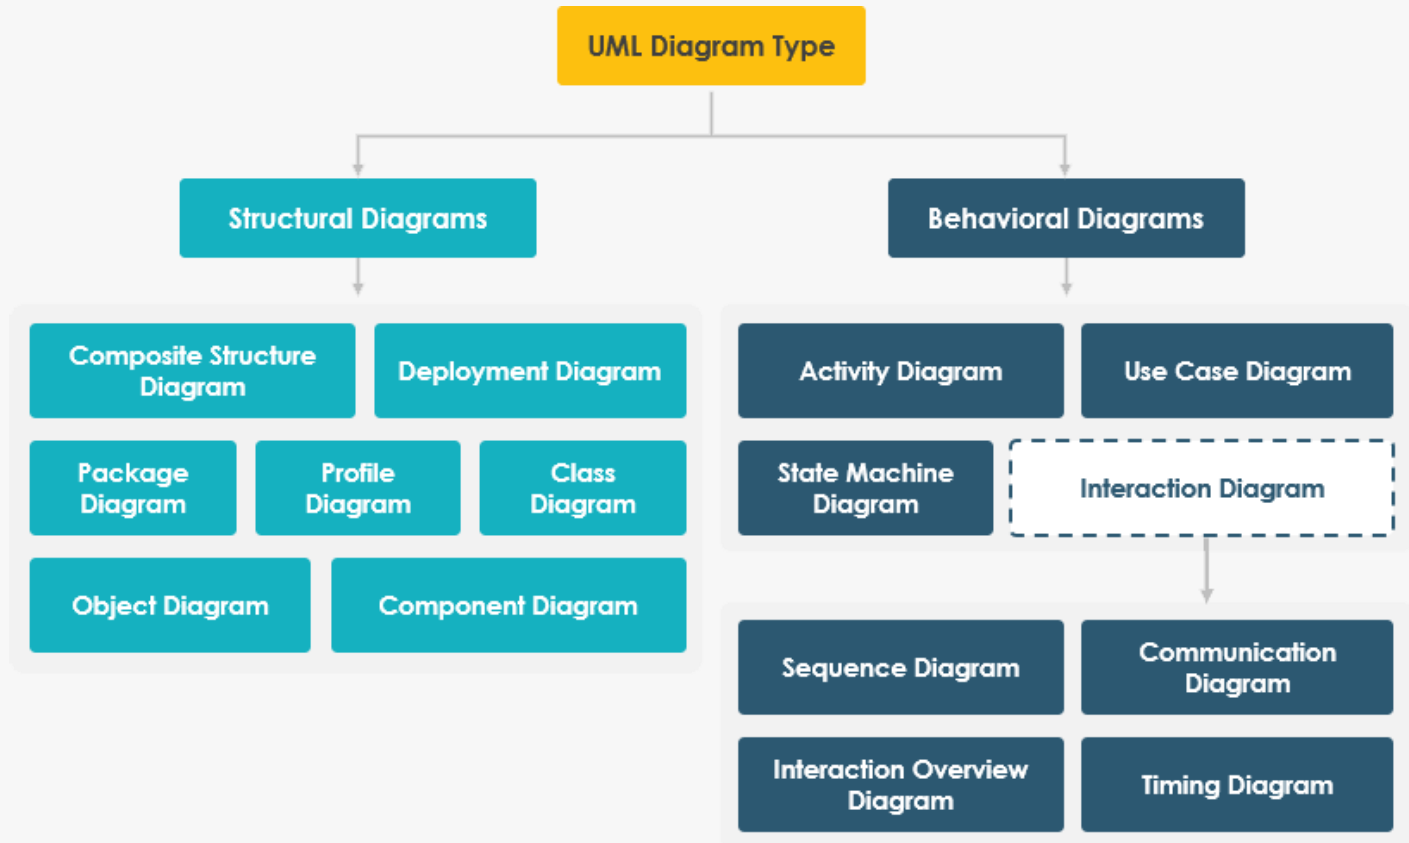 UML Diagram Type
Structural Diagrams
Behavioral Diagrams
Composite Structure
Diagram
Deployment Diagram
Package
Diagram
Profile
Diagram
Class
Diagram
Object Diagram
Component Diagram
Activity Diagram
Use Case Diagram
State Machine
Diagram
Interaction Diagram
Sequence Diagram
Communication
Diagram
Interaction Overview
Diagram
Timing Diagram